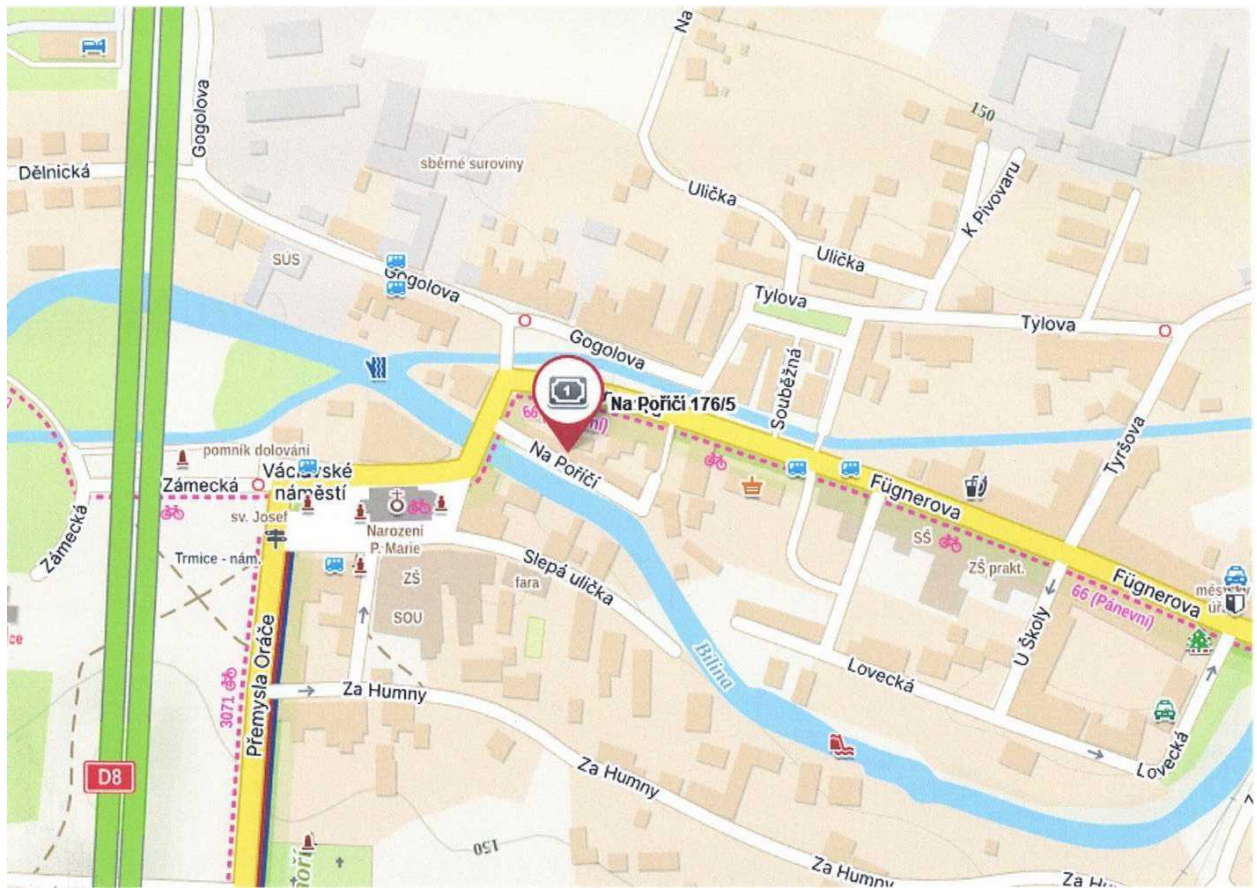 Na
Gogolova
150
Dělnická
sběrné suroviny
Ulička
K Pivovaru
Ulička
SÚS
Gogolova
Tylova
Tylova
Gogolova
Souběžná
1
Na Poříčí 176/5
Tyršova
pomník dolování
Václavské
náměstí
Zámecká
Na Poříčí
Fügnerova
sv. Josef
Narození
P. Marie
Zámecká
Trmice - nám.
SŠ
ZŠ prakt.
Slepá ulička
ZŠ
fara
SOU
Fügnerova
66 (Pánevní)
U Školy
Bílina
Lovecká
3071
Přemysla Oráče
Za Humny
Lovecká
D8
Za Humny
150
Za Humny